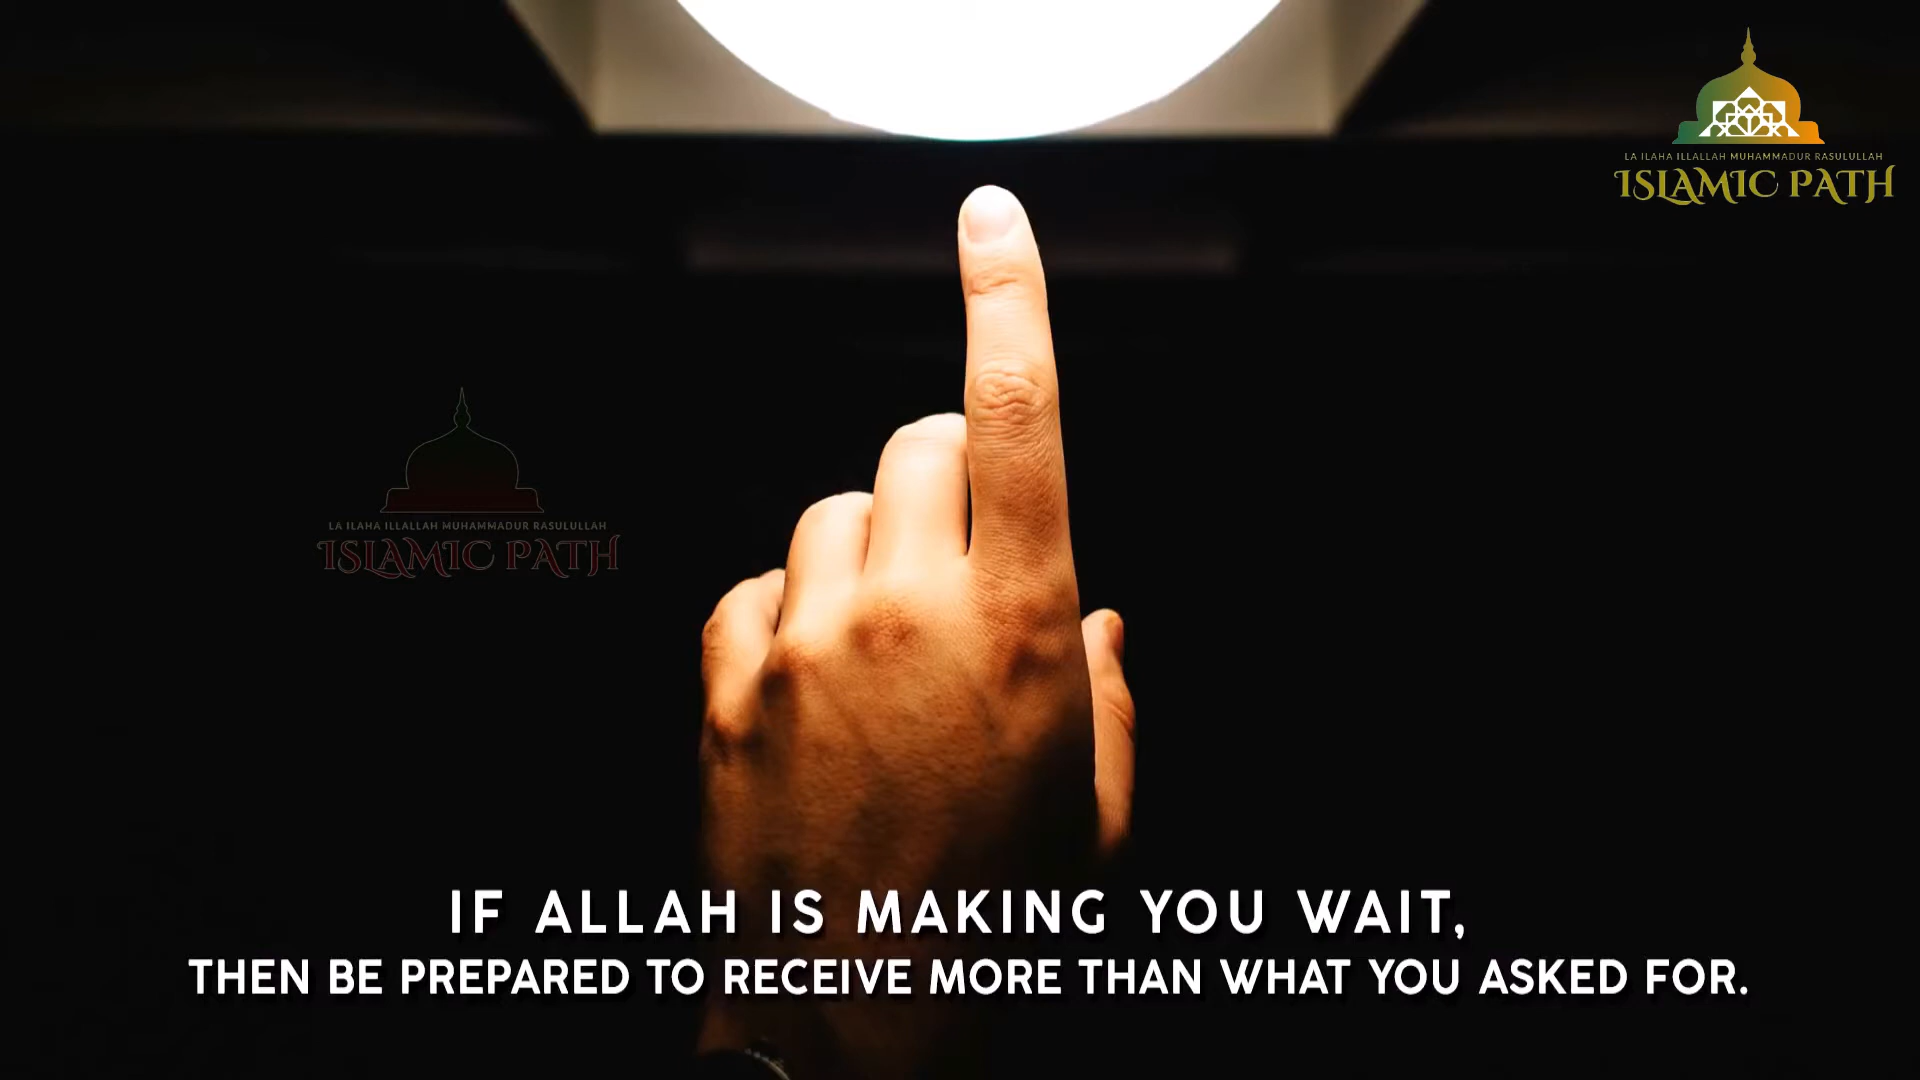 LA ILAHA ILLALLAH MUHAMMADUR RASULULLAH
ISLAMIC PATH
LA ILAHA ILLALLAH MUHAMMADUR RASULULLAH
ISLAMIC PATH
IF ALLAH IS MAKING YOU WAIT,
THEN BE PREPARED TO RECEIVE MORE THAN WHAT YOU ASKED FOR.